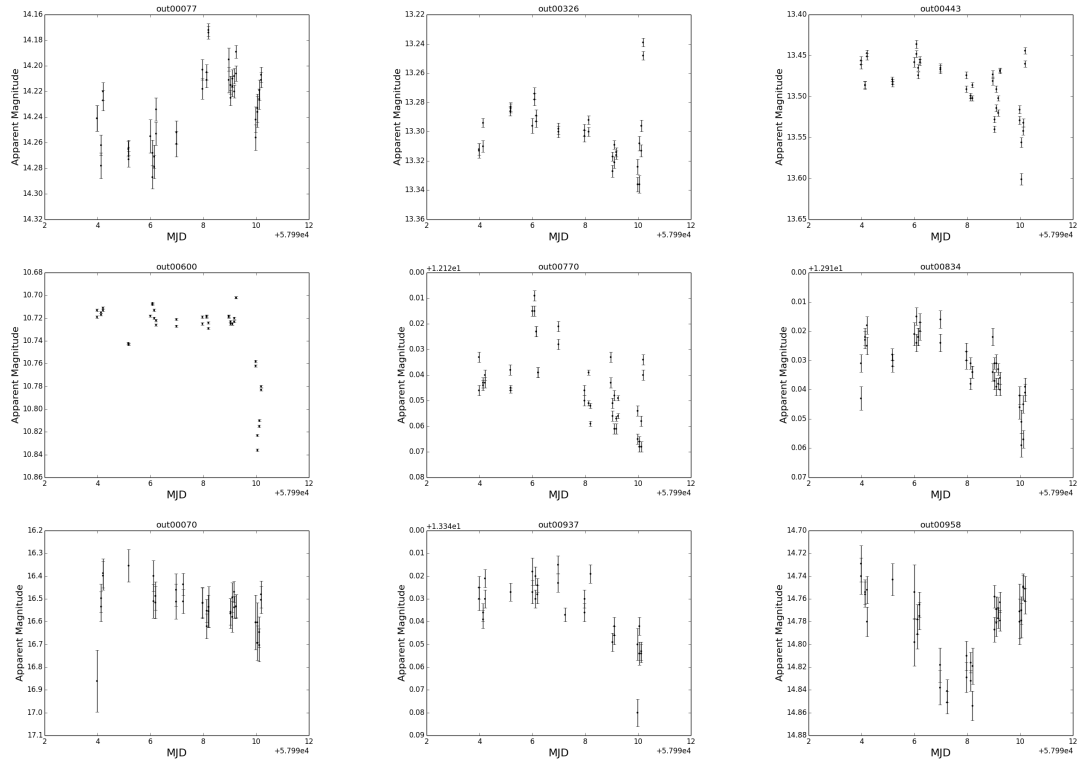 out00077
Apparent Magnitude
14.16
14.18
14.20
14.22
14.24
14.26
14.28
14.30
14.32
2 4 6 8 10 12
MJD
+5.799e4
out00326
Apparent Magnitude
13.22
13.24
13.26
13.28
13.30
13.32
13.34
13.36
2 4 6 8 10 12
MJD
+5.799e4
out00443
Apparent Magnitude
13.40
13.45
13.50
13.55
13.60
13.65
2 4 6 8 10 12
MJD
+5.799e4
out00600
Apparent Magnitude
10.68
10.70
10.72
10.74
10.76
10.78
10.80
10.82
10.84
10.86
2 4 6 8 10 12
MJD
+5.799e4
out00770
+1.212e1
Apparent Magnitude
0.00
0.01
0.02
0.03
0.04
0.05
0.06
0.07
0.08
2 4 6 8 10 12
MJD
+5.799e4
out00834
+1.291e1
Apparent Magnitude
0.00
0.01
0.02
0.03
0.04
0.05
0.06
0.07
2 4 6 8 10 12
MJD
+5.799e4
out00070
Apparent Magnitude
16.2
16.3
16.4
16.5
16.6
16.7
16.8
16.9
17.0
17.1
2 4 6 8 10 12
MJD
+5.799e4
out00937
+1.334e1
Apparent Magnitude
0.00
0.01
0.02
0.03
0.04
0.05
0.06
0.07
0.08
0.09
2 4 6 8 10 12
MJD
+5.799e4
out00958
Apparent Magnitude
14.70
14.72
14.74
14.76
14.78
14.80
14.82
14.84
14.86
14.88
2 4 6 8 10 12
MJD
+5.799e4